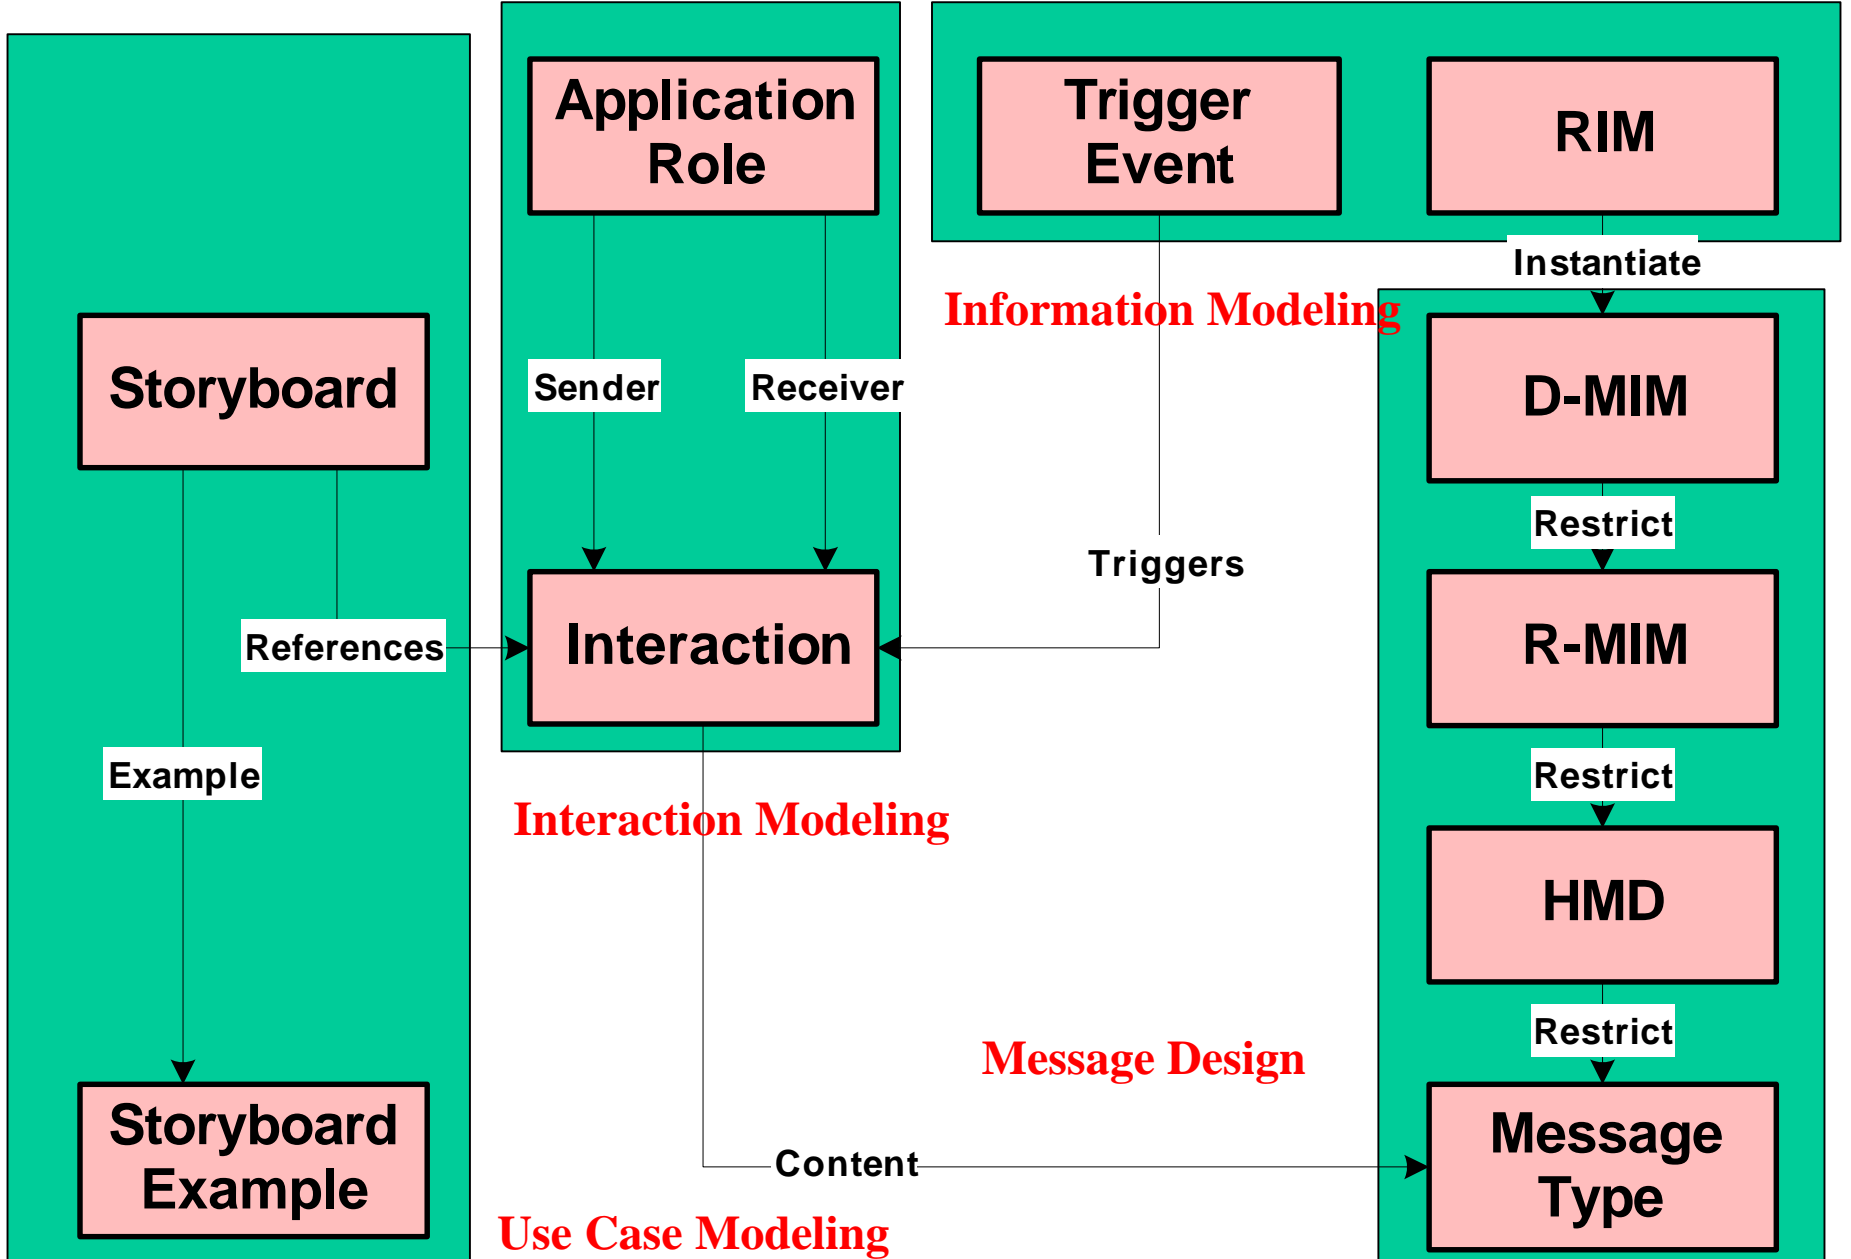 Application
Role
Trigger
Event
RIM
Instantiate
Information Modeling
Storyboard
Sender
Receiver
D-MIM
Restrict
Triggers
References
Interaction
R-MIM
Example
Restrict
Interaction Modeling
HMD
Restrict
Message Design
Storyboard
Example
Content
Message
Type
Use Case Modeling